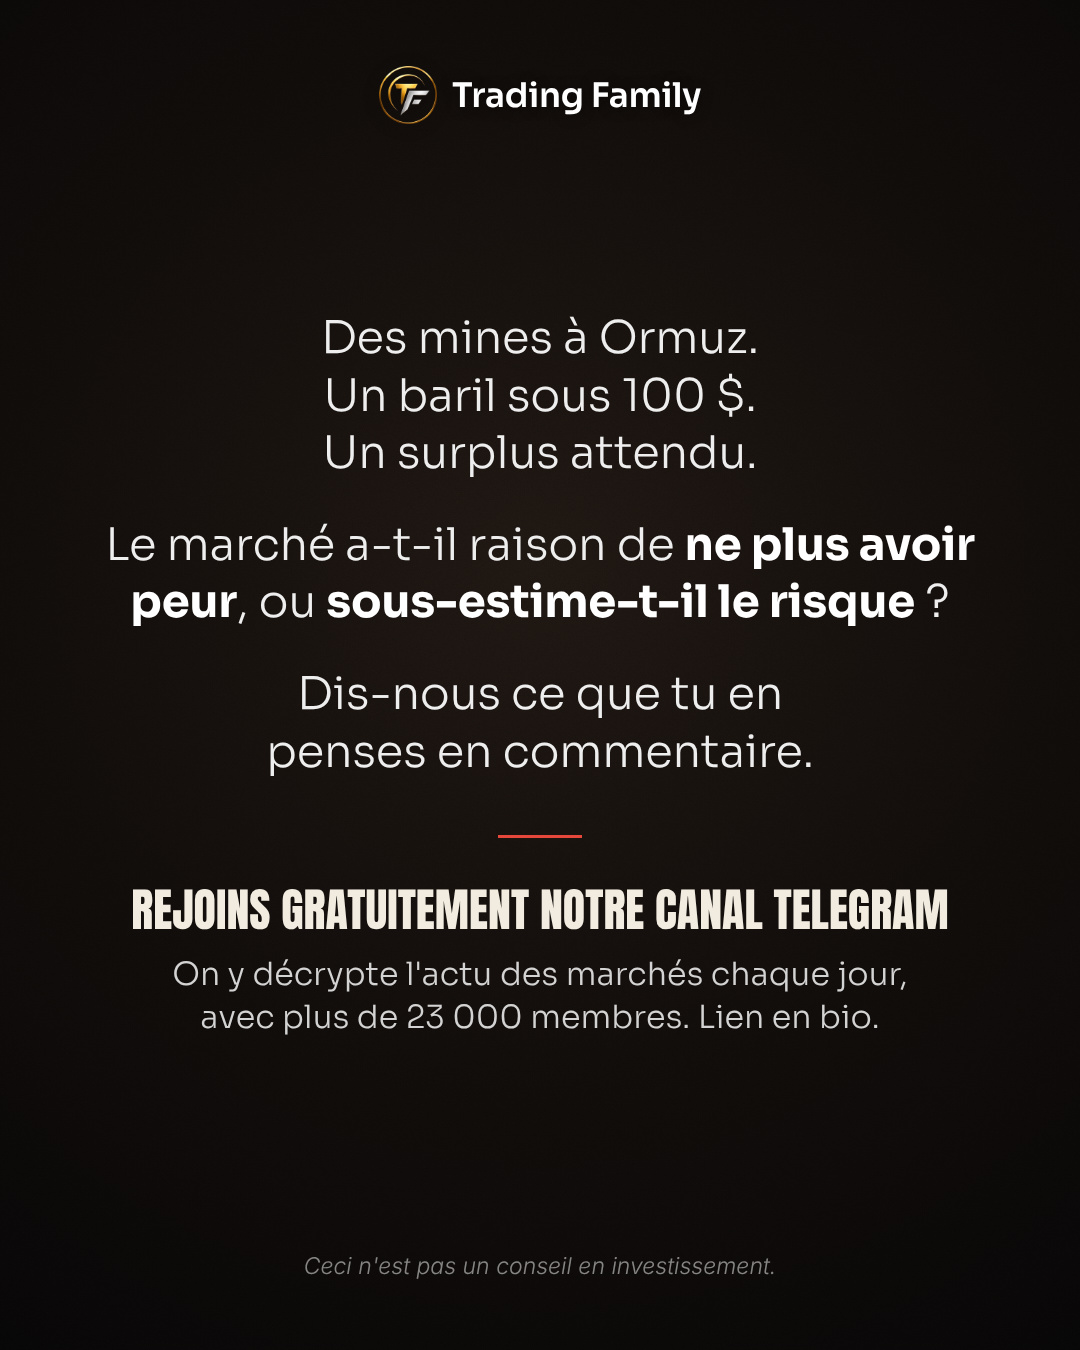 TF Trading Family
Des mines à Ormuz.
Un baril sous 100 $.
Un surplus attendu.
Le marché a-t-il raison de ne plus avoir
peur, ou sous-estime-t-il le risque ?
Dis-nous ce que tu en
penses en commentaire.
REJOINS GRATUITEMENT NOTRE CANAL TELEGRAM
On y décrypte l'actu des marchés chaque jour,
avec plus de 23 000 membres. Lien en bio.
Ceci n'est pas un conseil en investissement.